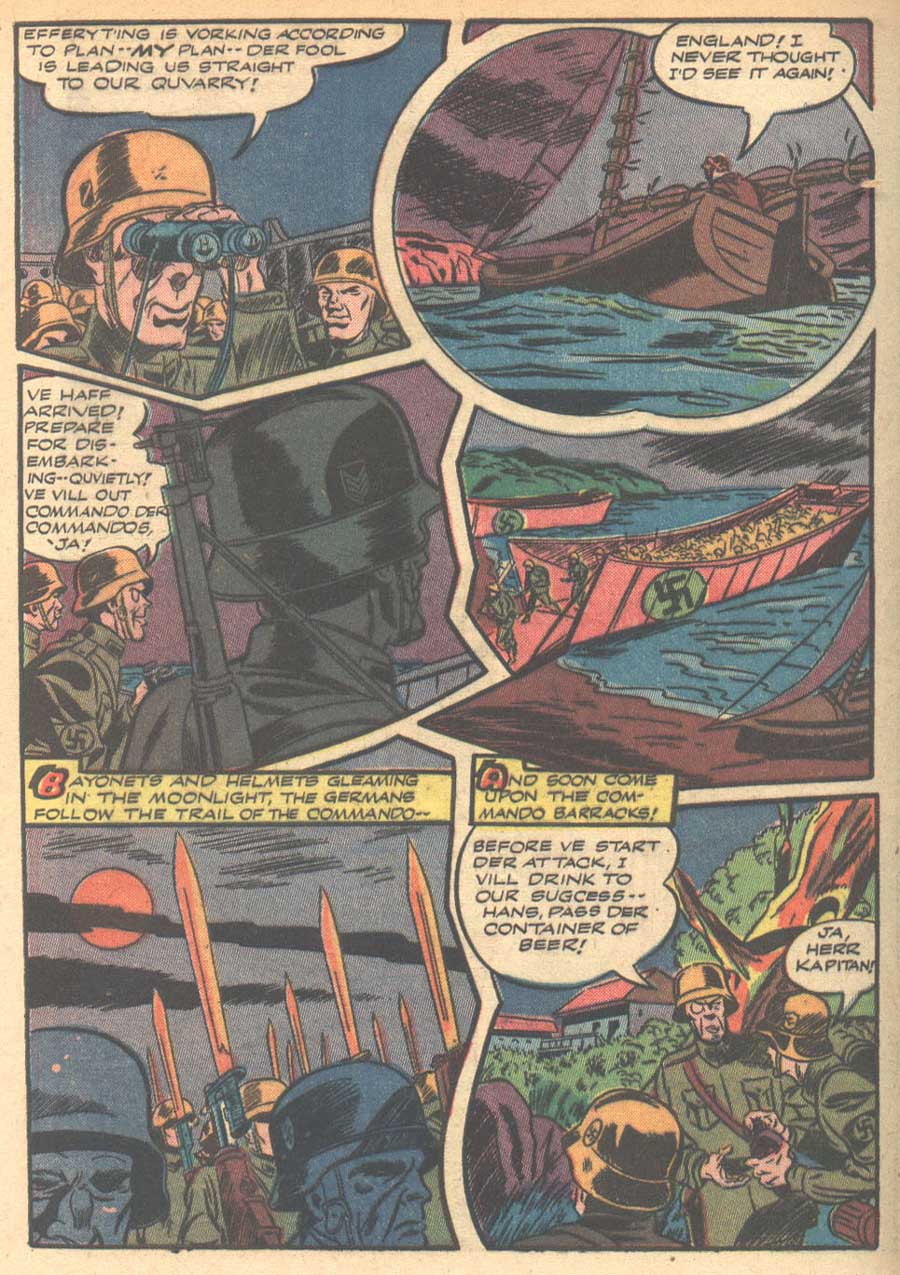 EFFERYTING IS VORKING ACCORDING
TO PLAN--MY PLAN-- DER FOOL
IS LEADING US STRAIGHT
TO OUR QUVARRY!
ENGLAND! I
NEVER THOUGHT
I'D SEE IT AGAIN!
VE HAFF
ARRIVED!
PREPARE
FOR DIS-
EMBARK-
ING--QUVIETLY!
VE VILL OUT
COMMANDO DER
COMMANDOS,
JA!
BAYONETS AND HELMETS GLEAMING
IN THE MOONLIGHT, THE GERMANS
FOLLOW THE TRAIL OF THE COMMANDO--
AND SOON COME
UPON THE COM-
MANDO BARRACKS!
BEFORE VE START
DER ATTACK, I
VILL DRINK TO
OUR SUGCESS--
HANS, PASS DER
CONTAINER OF
BEER!
JA,
HERR
KAPITAN!